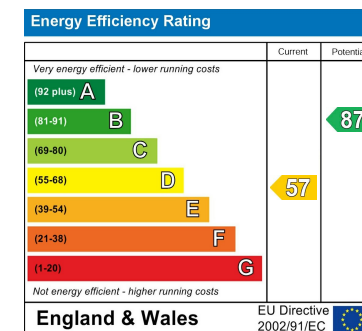 Energy Efficiency Rating
Current Potentia
Very energy efficient - lower running costs
(92 plus) A
(81-91) B
87
(69-80) C
(55-68) D
57
(39-54) E
(21-38) F
(1-20) G
Not energy efficient - higher running costs
England & Wales
EU Directive
2002/91/EC